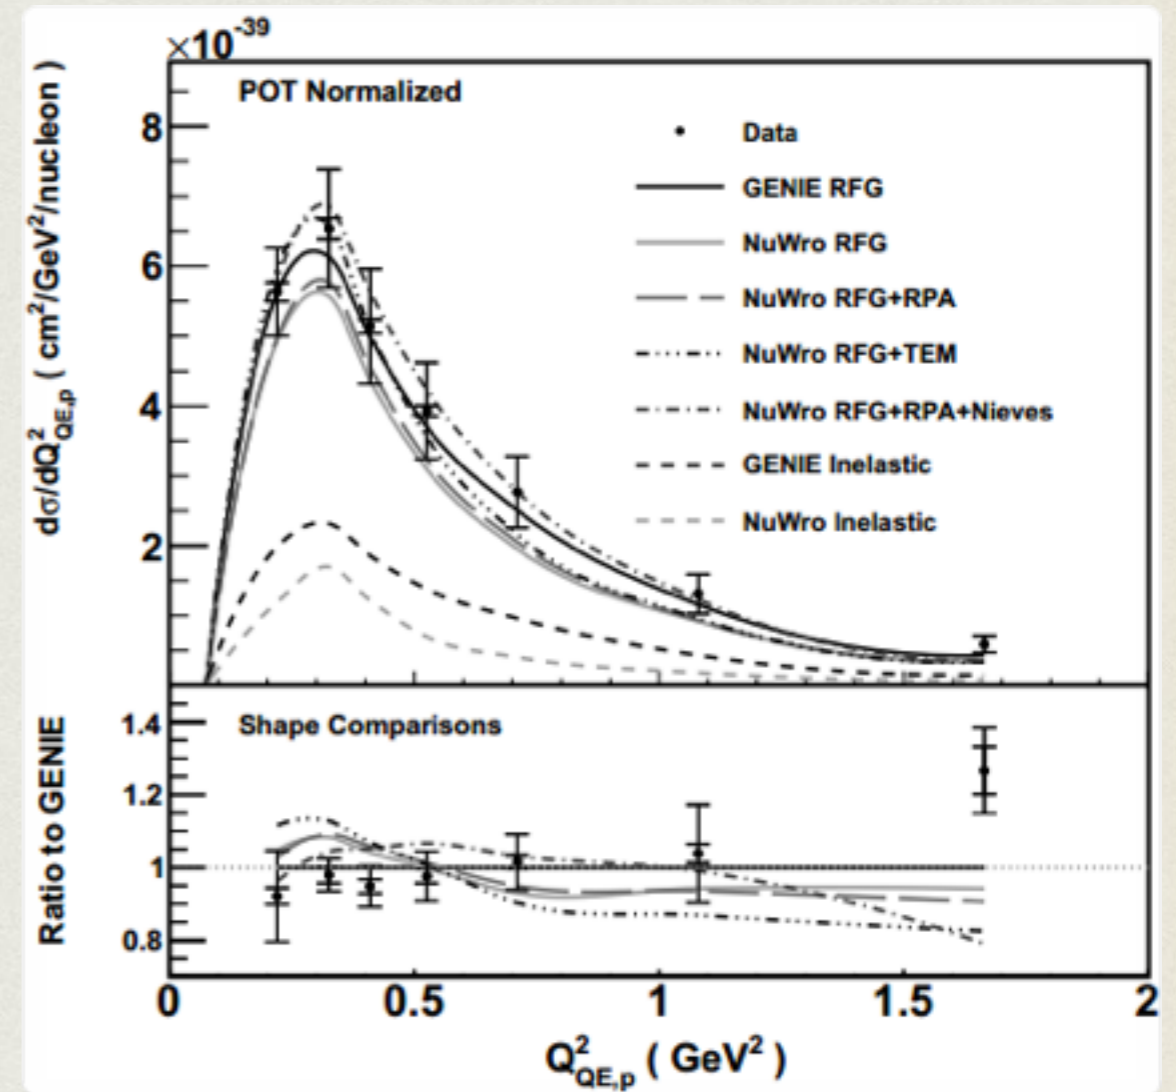 ×10⁻³⁹
POT Normalized
dσ/dQ²QE,p ( cm²/GeV²/nucleon )
8
6
4
2
Data
GENIE RFG
NuWro RFG
NuWro RFG+RPA
NuWro RFG+TEM
NuWro RFG+RPA+Nieves
GENIE Inelastic
NuWro Inelastic
Shape Comparisons
Ratio to GENIE
1.4
1.2
1
0.8
0 0.5 1 1.5 2
Q²QE,p ( GeV² )